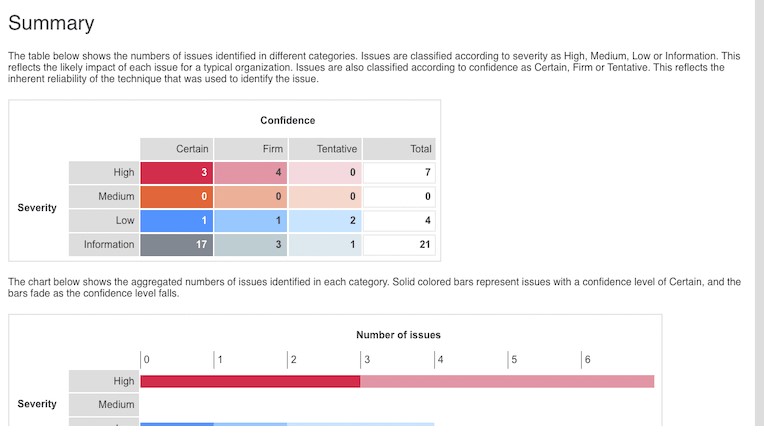 Summary
The table below shows the numbers of issues identified in different categories. Issues are classified according to severity as High, Medium, Low or Information. This
reflects the likely impact of each issue for a typical organization. Issues are also classified according to confidence as Certain, Firm or Tentative. This reflects the
inherent reliability of the technique that was used to identify the issue.
Confidence
Certain Firm Tentative Total
High 3 4 0 7
Medium 0 0 0 0
Severity
Low 1 1 2 4
Information 17 3 1 21
The chart below shows the aggregated numbers of issues identified in each category. Solid colored bars represent issues with a confidence level of Certain, and the
bars fade as the confidence level falls.
Number of issues
0 1 2 3 4 5 6
High
Severity Medium